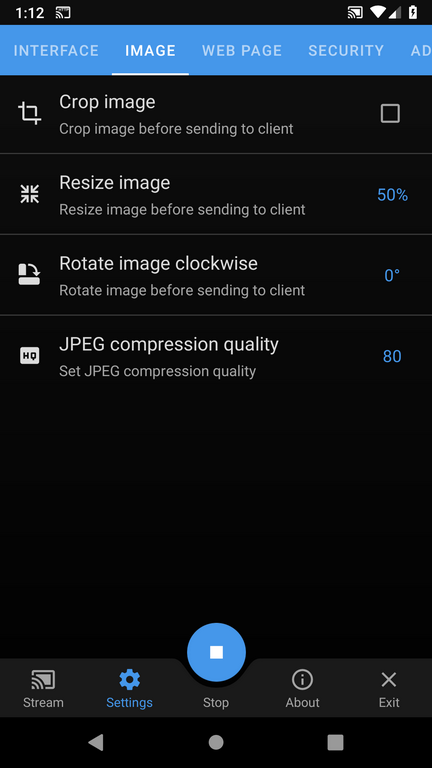 1:12
INTERFACE IMAGE WEB PAGE SECURITY AD
Crop image
Crop image before sending to client
Resize image
Resize image before sending to client
50%
Rotate image clockwise
Rotate image before sending to client
0°
HQ
JPEG compression quality
Set JPEG compression quality
80
Stream Settings Stop About Exit